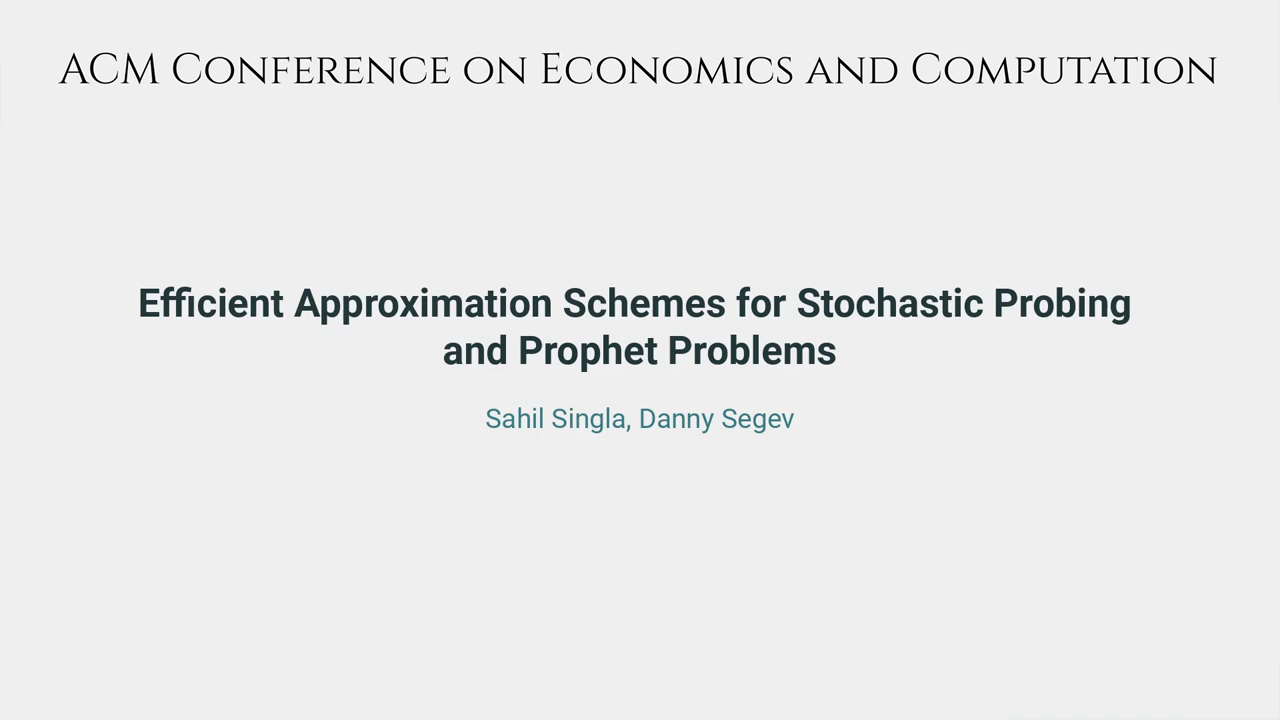 ACM Conference on Economics and Computation
Efficient Approximation Schemes for Stochastic Probing
and Prophet Problems
Sahil Singla, Danny Segev